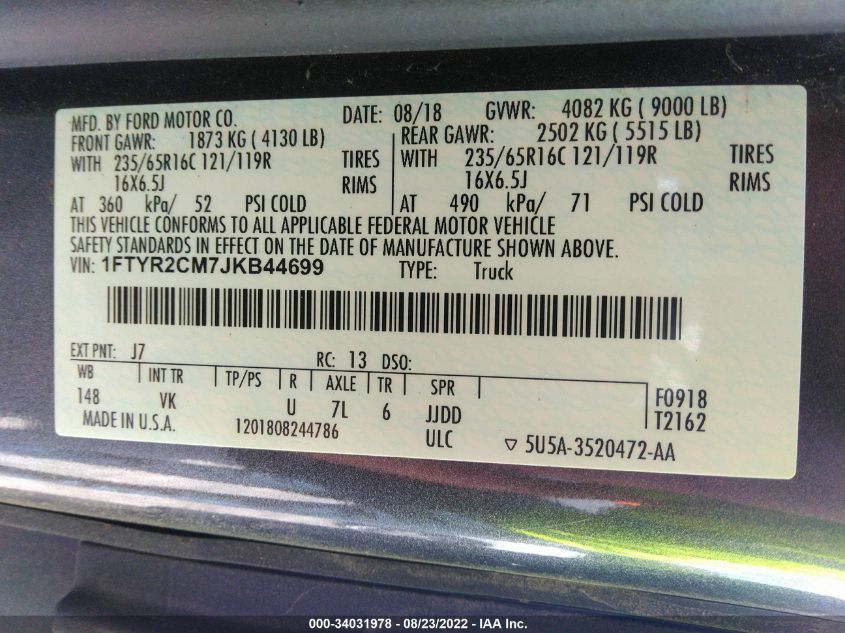 MFD. BY FORD MOTOR CO. DATE: 08/18 GVWR: 4082 KG ( 9000 LB)
FRONT GAWR: 1873 KG ( 4130 LB) REAR GAWR: 2502 KG ( 5515 LB)
WITH 235/65R16C 121/119R TIRES WITH 235/65R16C 121/119R TIRES
16X6.5J RIMS 16X6.5J RIMS
AT 360 kPa/ 52 PSI COLD AT 490 kPa/ 71 PSI COLD
THIS VEHICLE CONFORMS TO ALL APPLICABLE FEDERAL MOTOR VEHICLE
SAFETY STANDARDS IN EFFECT ON THE DATE OF MANUFACTURE SHOWN ABOVE.
VIN: 1FTYR2CM7JKB44699 TYPE: Truck
EXT PNT: J7 RC: 13 DSO:
WB INT TR TP/PS R AXLE TR SPR
148 VK U 7L 6 JJDD F0918
MADE IN U.S.A. 1201808244786 ULC T2162
5U5A-3520472-AA
000-34031978 - 08/23/2022 - IAA Inc.